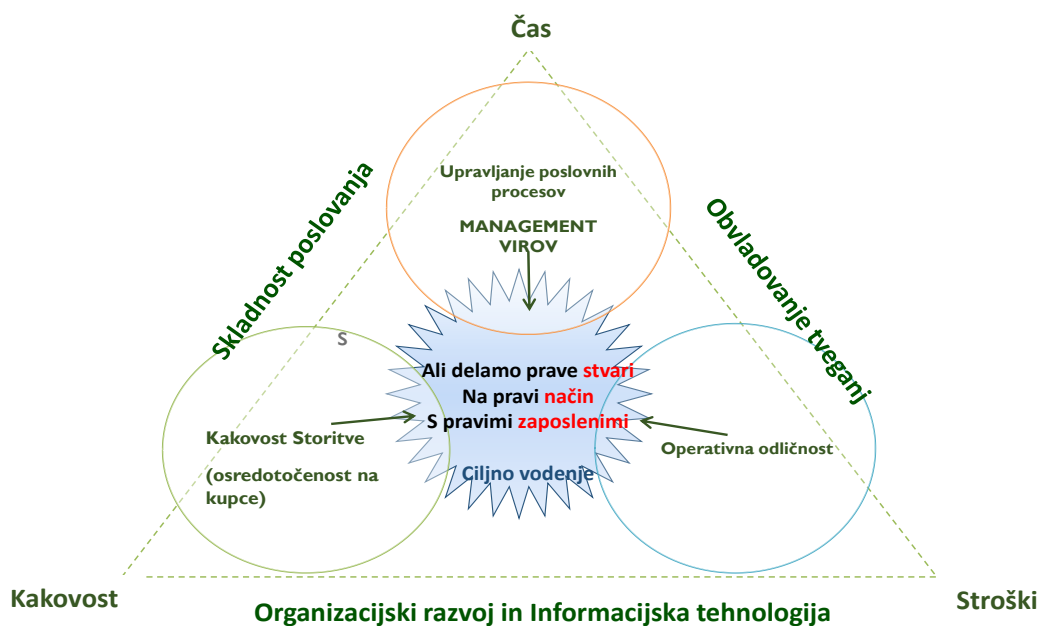 Čas
Skladnost poslovanja
Obvladovanje tveganj
Upravljanje poslovnih
procesov
MANAGEMENT
VIROV
s
Ali delamo prave stvari
Na pravi način
S pravimi zaposlenimi
Ciljno vodenje
Kakovost Storitve
(osredotočenost na
kupce)
Operativna odličnost
Kakovost
Organizacijski razvoj in Informacijska tehnologija
Stroški